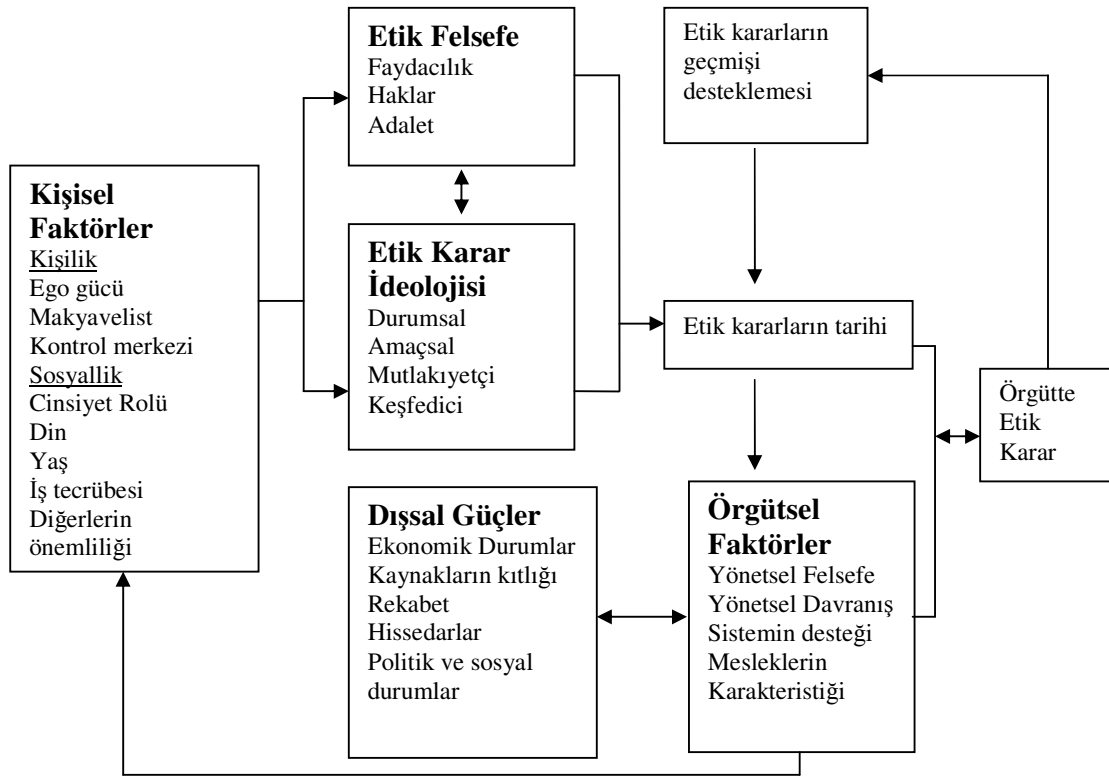 Kişisel
Faktörler
Kişilik
Ego gücü
Makyavelist
Kontrol merkezi
Sosyallik
Cinsiyet Rolü
Din
Yaş
İş tecrübesi
Diğerlerin
önemliliği
Etik Felsefe
Faydacılık
Haklar
Adalet
Etik Karar
İdeolojisi
Durumsal
Amaçsal
Mutlakıyetçi
Keşfedici
Dışsal Güçler
Ekonomik Durumlar
Kaynakların kıtlığı
Rekabet
Hissedarlar
Politik ve sosyal
durumlar
Etik kararların
geçmişi
desteklemesi
Etik kararların tarihi
Örgütsel
Faktörler
Yönetsel Felsefe
Yönetsel Davranış
Sistemin desteği
Mesleklerin
Karakteristiği
Örgütte
Etik
Karar